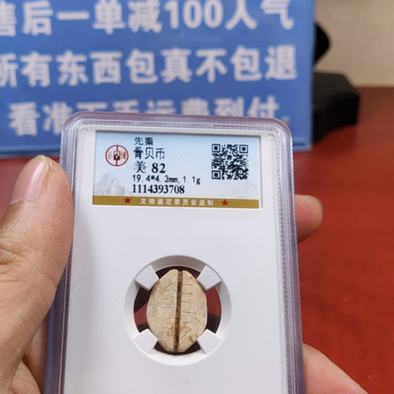 售后一单减100人气
所有东西包真不包退
看准再下运费到付
先秦
骨贝币
美 82
19.4*4.3mm,1.1g
1114393708
★ 文物鉴定委员会监制 ★